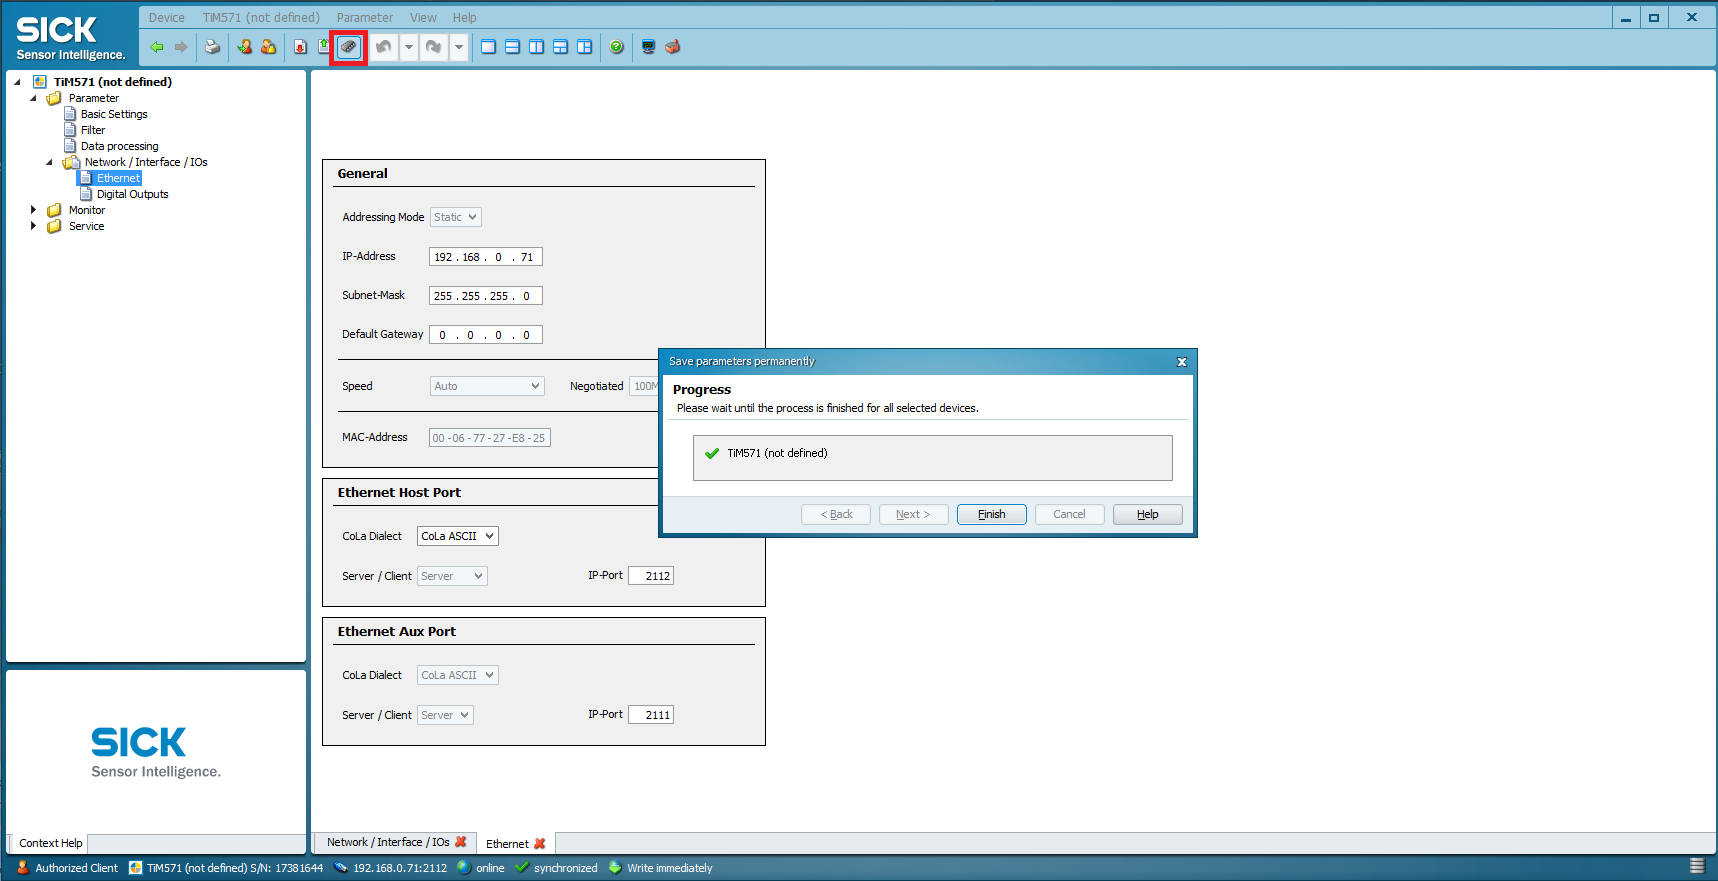 SICK
Sensor Intelligence.
Device TiM571 (not defined) Parameter View Help
TiM571 (not defined)
Parameter
Basic Settings
Filter
Data processing
Network / Interface / IOs
Ethernet
Digital Outputs
Monitor
Service
General
Addressing Mode Static
IP-Address 192 . 168 . 0 . 71
Subnet-Mask 255 . 255 . 255 . 0
Default Gateway 0 . 0 . 0 . 0
Speed Auto Negotiated 100M
MAC-Address 00 -06 -77 -27 -E8 -25
Ethernet Host Port
CoLa Dialect CoLa ASCII
Server / Client Server IP-Port 2112
Ethernet Aux Port
CoLa Dialect CoLa ASCII
Server / Client Server IP-Port 2111
Save parameters permanently
Progress
Please wait until the process is finished for all selected devices.
TiM571 (not defined)
< Back Next > Finish Cancel Help
SICK
Sensor Intelligence.
Context Help
Network / Interface / IOs Ethernet
Authorized Client TiM571 (not defined) S/N: 17381644 192.168.0.71:2112 online synchronized Write immediately